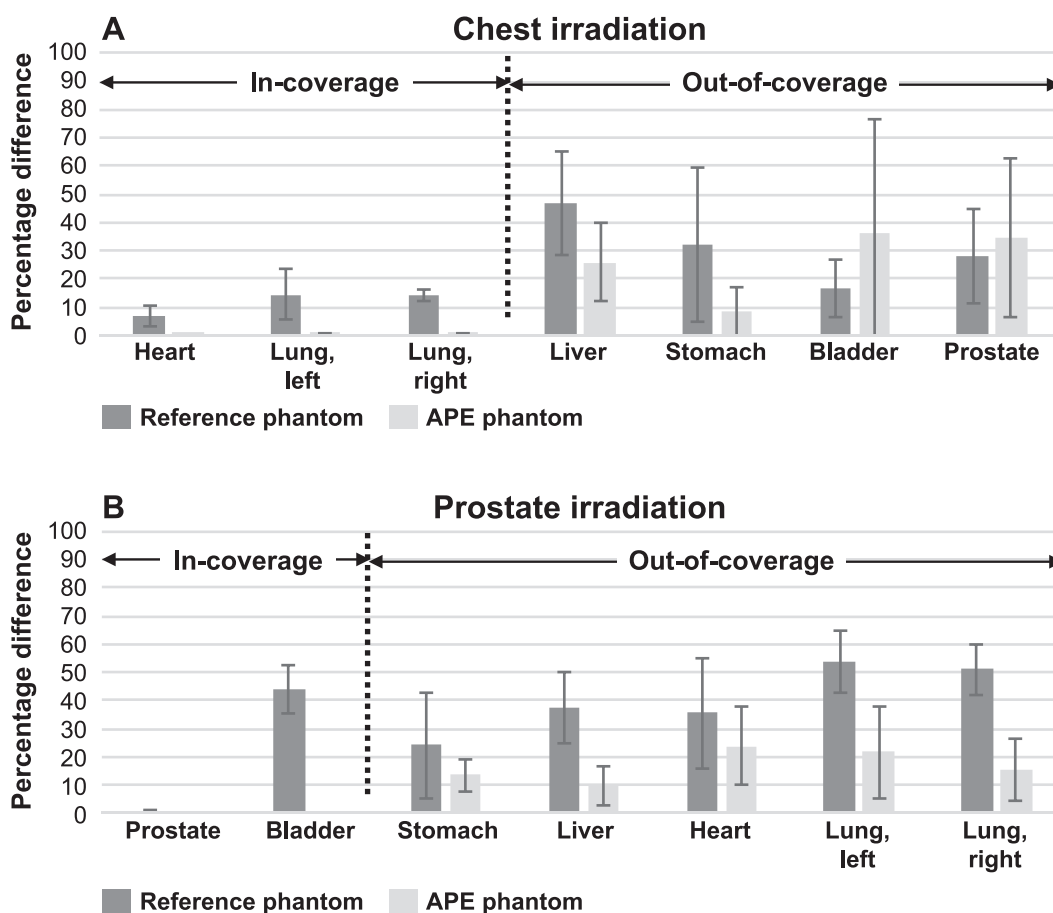 A
Chest irradiation
Percentage difference
100
90
80
70
60
50
40
30
20
10
0
In-coverage
Out-of-coverage
Heart
Lung,
left
Lung,
right
Liver
Stomach
Bladder
Prostate
Reference phantom
APE phantom
B
Prostate irradiation
Percentage difference
100
90
80
70
60
50
40
30
20
10
0
In-coverage
Out-of-coverage
Prostate
Bladder
Stomach
Liver
Heart
Lung,
left
Lung,
right
Reference phantom
APE phantom